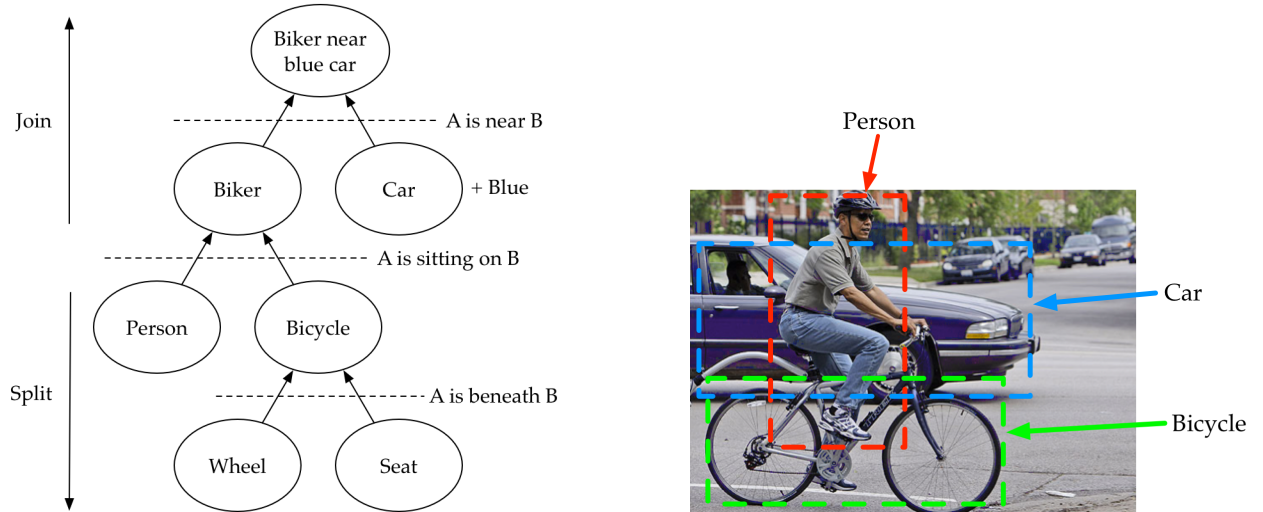 Biker near
blue car
Join
A is near B
Biker
Car
+ Blue
A is sitting on B
Person
Bicycle
Split
A is beneath B
Wheel
Seat
Person
Car
Bicycle